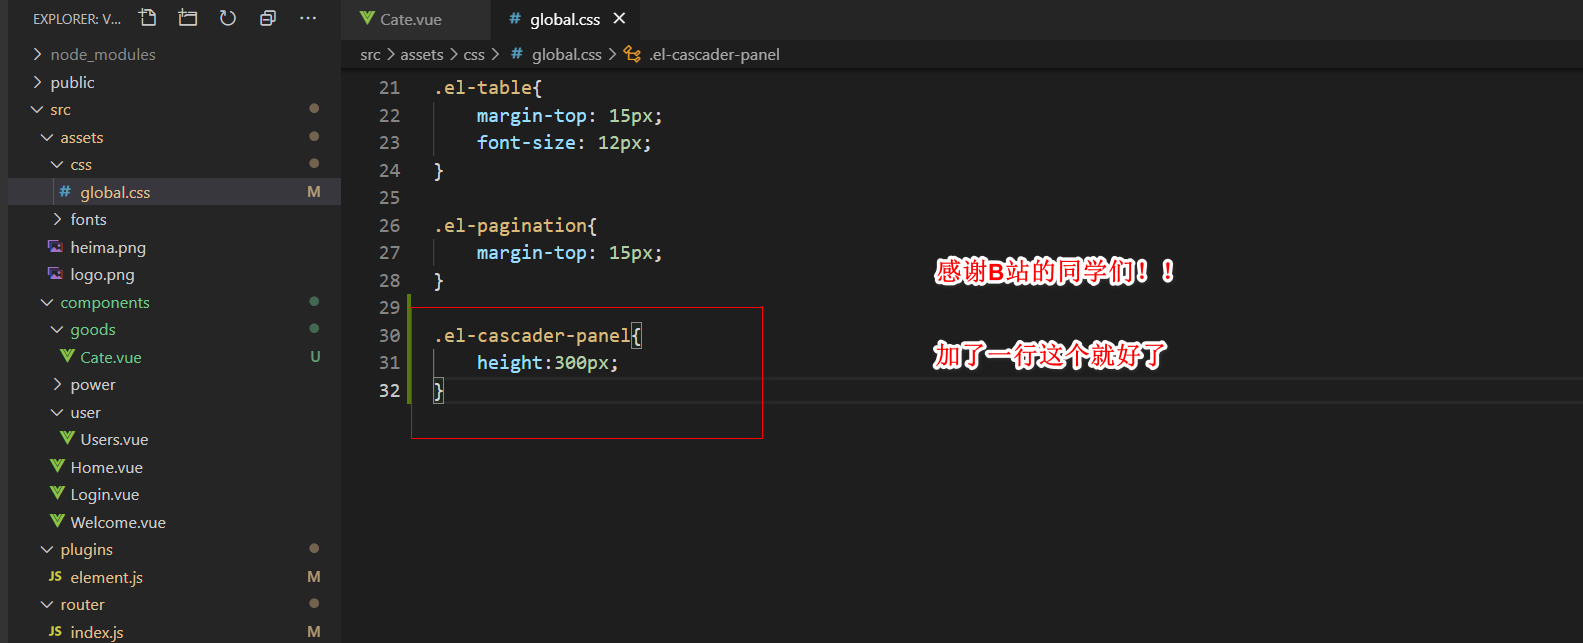 EXPLORER: V...
node_modules
public
src
assets
css
global.css M
fonts
heima.png
logo.png
components
goods
Cate.vue U
power
user
Users.vue
Home.vue
Login.vue
Welcome.vue
plugins
JS element.js M
router
JS index.js M
Cate.vue
# global.css
src > assets > css > # global.css > .el-cascader-panel
21 .el-table{
22 margin-top: 15px;
23 font-size: 12px;
24 }
25
26 .el-pagination{
27 margin-top: 15px;
28 }
29
30 .el-cascader-panel{
31 height:300px;
32 }
感谢B站的同学们！！
加了一行这个就好了